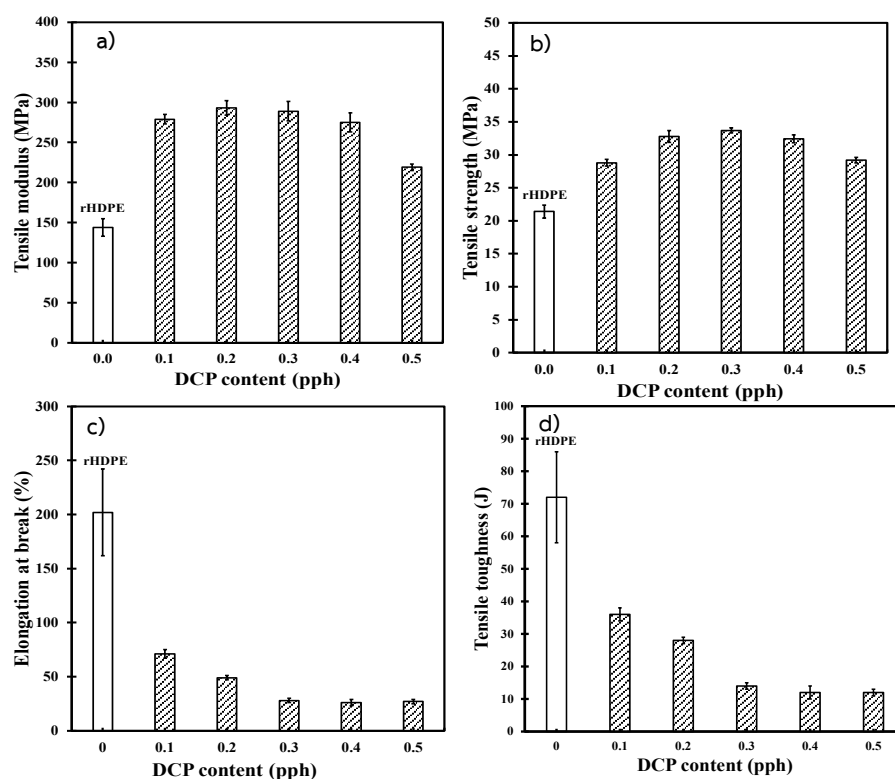 a)
Tensile modulus (MPa)
400
350
300
250
200
150
100
50
0
rHDPE
0.0 0.1 0.2 0.3 0.4 0.5
DCP content (pph)
b)
Tensile strength (MPa)
50
45
40
35
30
25
20
15
10
5
0
rHDPE
0.0 0.1 0.2 0.3 0.4 0.5
DCP content (pph)
c)
Elongation at break (%)
300
250
200
150
100
50
0
rHDPE
0 0.1 0.2 0.3 0.4 0.5
DCP content (pph)
d)
Tensile toughness (J)
100
90
80
70
60
50
40
30
20
10
0
rHDPE
0 0.1 0.2 0.3 0.4 0.5
DCP content (pph)